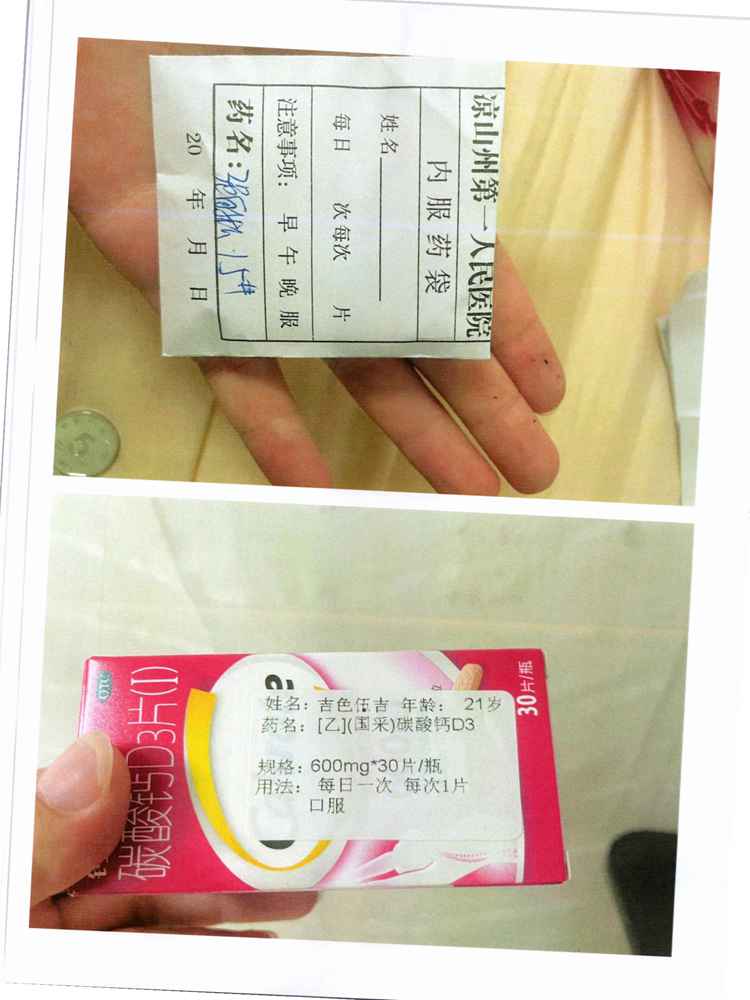 凉山州第一人民医院
内服药袋
姓名
每日 次每次 片
注意事项: 早 午 晚 服
药名: 15#
20 年 月 日
OTC
碳酸钙D3片(I)
30片/瓶
姓名: 吉色伍吉 年龄: 21岁
药名: [乙](国采)碳酸钙D3
规格: 600mg*30片/瓶
用法: 每日一次 每次1片
口服